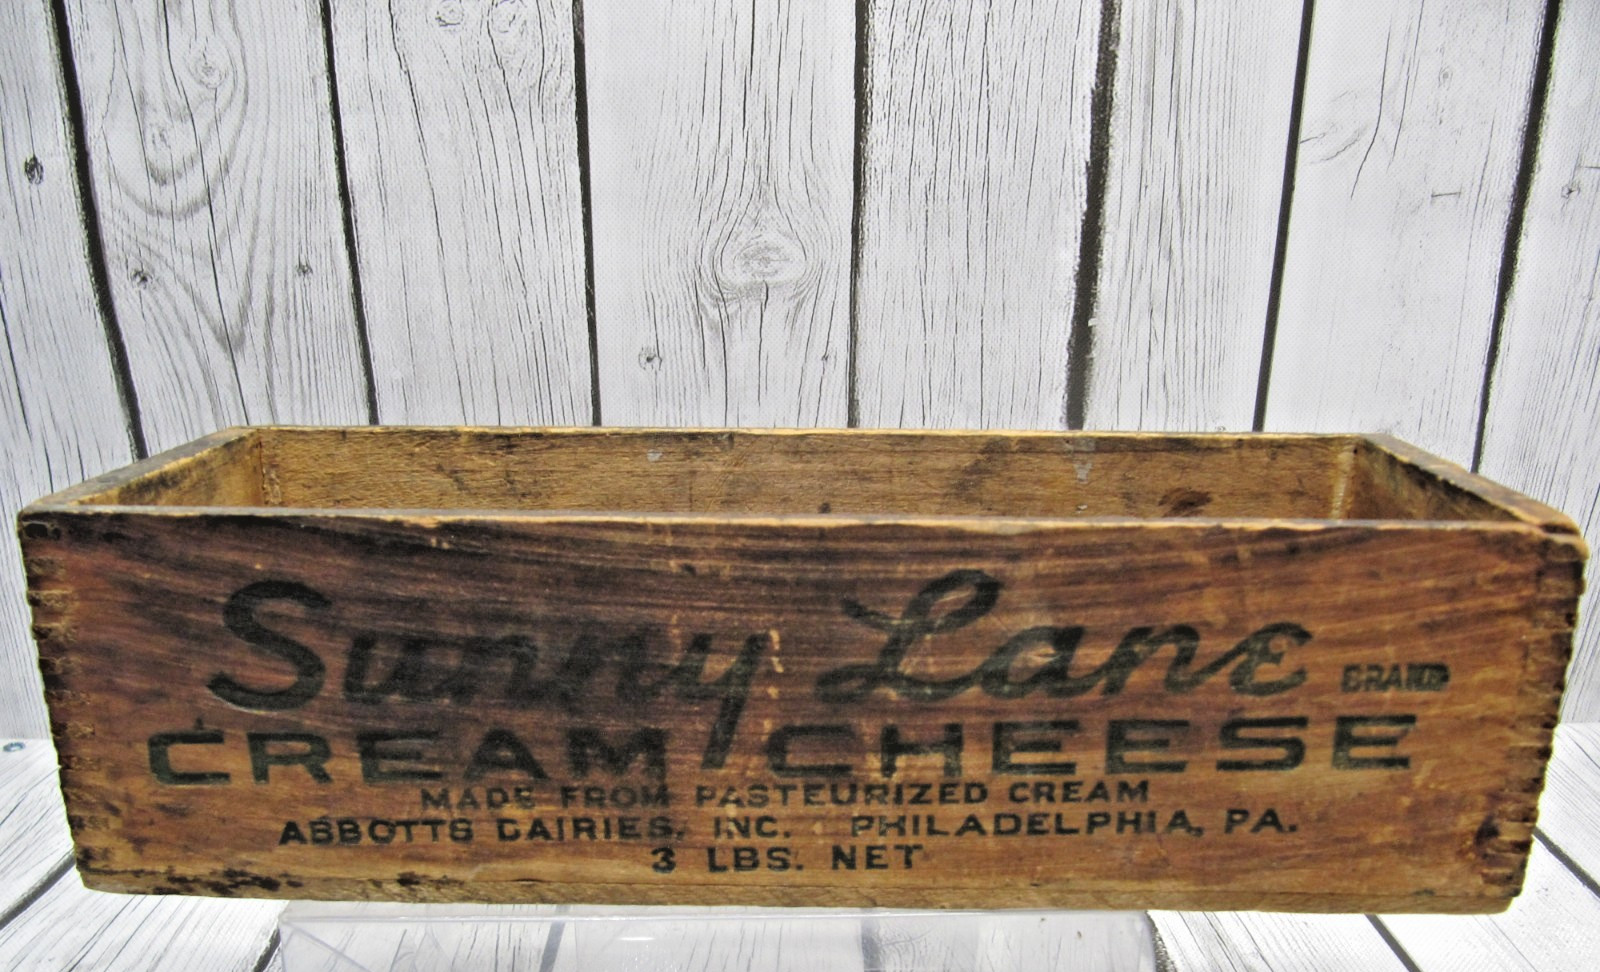 Sunny Lane BRAND
CREAM CHEESE
MADE FROM PASTEURIZED CREAM
ABBOTTS DAIRIES, INC. PHILADELPHIA, PA.
3 LBS. NET